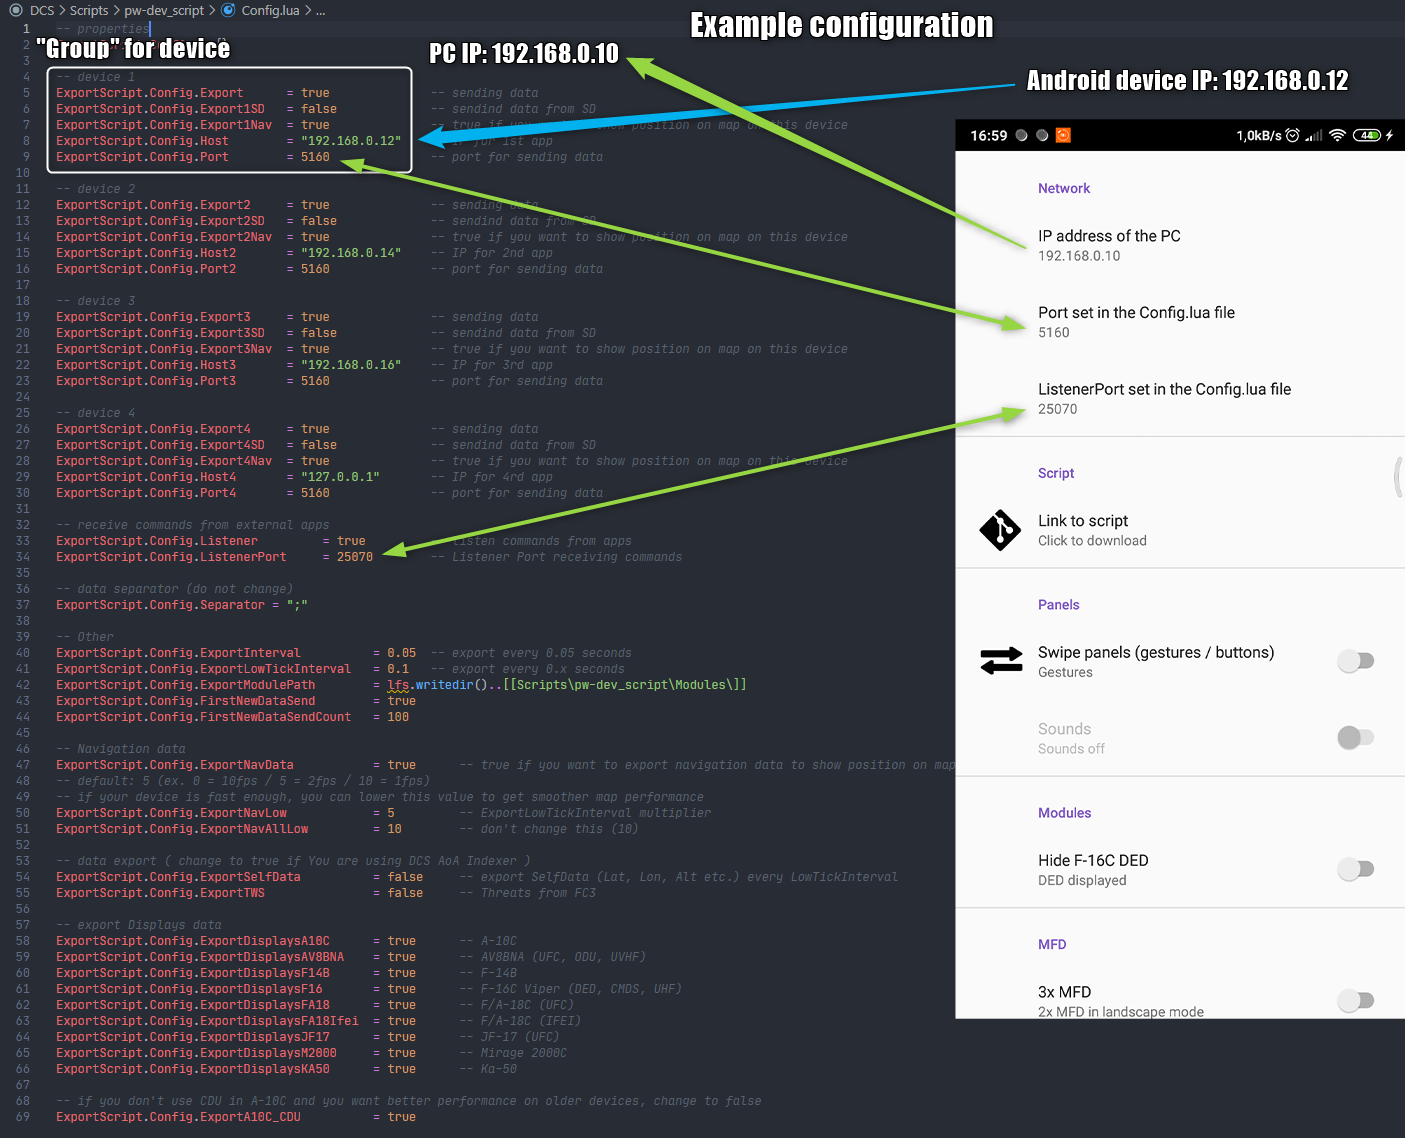 DCS > Scripts > pw-dev_script > Config.lua > ...
Example configuration
"Group" for device
PC IP: 192.168.0.10
Android device IP: 192.168.0.12
1 -- properties
2
3
4 -- device 1
5 ExportScript.Config.Export = true -- sending data
6 ExportScript.Config.Export1SD = false -- sendind data from SD
7 ExportScript.Config.Export1Nav = true -- true if you want to show position on map on this device
8 ExportScript.Config.Host = "192.168.0.12" IP for 1st app
9 ExportScript.Config.Port = 5160 -- port for sending data
10
11 -- device 2
12 ExportScript.Config.Export2 = true -- sending data
13 ExportScript.Config.Export2SD = false -- sendind data from SD
14 ExportScript.Config.Export2Nav = true -- true if you want to show position on map on this device
15 ExportScript.Config.Host2 = "192.168.0.14" -- IP for 2nd app
16 ExportScript.Config.Port2 = 5160 -- port for sending data
17
18 -- device 3
19 ExportScript.Config.Export3 = true -- sending data
20 ExportScript.Config.Export3SD = false -- sendind data from SD
21 ExportScript.Config.Export3Nav = true -- true if you want to show position on map on this device
22 ExportScript.Config.Host3 = "192.168.0.16" -- IP for 3rd app
23 ExportScript.Config.Port3 = 5160 -- port for sending data
24
25 -- device 4
26 ExportScript.Config.Export4 = true -- sending data
27 ExportScript.Config.Export4SD = false -- sendind data from SD
28 ExportScript.Config.Export4Nav = true -- true if you want to show position on map on this device
29 ExportScript.Config.Host4 = "127.0.0.1" -- IP for 4rd app
30 ExportScript.Config.Port4 = 5160 -- port for sending data
31
32 -- receive commands from external apps
33 ExportScript.Config.Listener = true listen commands from apps
34 ExportScript.Config.ListenerPort = 25070 -- Listener Port receiving commands
35
36 -- data separator (do not change)
37 ExportScript.Config.Separator = ";"
38
39 -- Other
40 ExportScript.Config.ExportInterval = 0.05 -- export every 0.05 seconds
41 ExportScript.Config.ExportLowTickInterval = 0.1 -- export every 0.x seconds
42 ExportScript.Config.ExportModulePath = lfs.writedir()..[[Scripts\pw-dev_script\Modules\]]
43 ExportScript.Config.FirstNewDataSend = true
44 ExportScript.Config.FirstNewDataSendCount = 100
45
46 -- Navigation data
47 ExportScript.Config.ExportNavData = true -- true if you want to export navigation data to show position on map
48 -- default: 5 (ex. 0 = 10fps / 5 = 2fps / 10 = 1fps)
49 -- if your device is fast enough, you can lower this value to get smoother map performance
50 ExportScript.Config.ExportNavLow = 5 -- ExportLowTickInterval multiplier
51 ExportScript.Config.ExportNavAllLow = 10 -- don't change this (10)
52
53 -- data export ( change to true if You are using DCS AoA Indexer )
54 ExportScript.Config.ExportSelfData = false -- export SelfData (Lat, Lon, Alt etc.) every LowTickInterval
55 ExportScript.Config.ExportTWS = false -- Threats from FC3
56
57 -- export Displays data
58 ExportScript.Config.ExportDisplaysA10C = true -- A-10C
59 ExportScript.Config.ExportDisplaysAV8BNA = true -- AV8BNA (UFC, ODU, UVHF)
60 ExportScript.Config.ExportDisplaysF14B = true -- F-14B
61 ExportScript.Config.ExportDisplaysF16 = true -- F-16C Viper (DED, CMDS, UHF)
62 ExportScript.Config.ExportDisplaysFA18 = true -- F/A-18C (UFC)
63 ExportScript.Config.ExportDisplaysFA18Ifei = true -- F/A-18C (IFEI)
64 ExportScript.Config.ExportDisplaysJF17 = true -- JF-17 (UFC)
65 ExportScript.Config.ExportDisplaysM2000 = true -- Mirage 2000C
66 ExportScript.Config.ExportDisplaysKA50 = true -- Ka-50
67
68 -- if you don't use CDU in A-10C and you want better performance on older devices, change to false
69 ExportScript.Config.ExportA10C_CDU = true
16:59 1,0kB/s 44
Network
IP address of the PC
192.168.0.10
Port set in the Config.lua file
5160
ListenerPort set in the Config.lua file
25070
Script
Link to script
Click to download
Panels
Swipe panels (gestures / buttons)
Gestures
Sounds
Sounds off
Modules
Hide F-16C DED
DED displayed
MFD
3x MFD
2x MFD in landscape mode